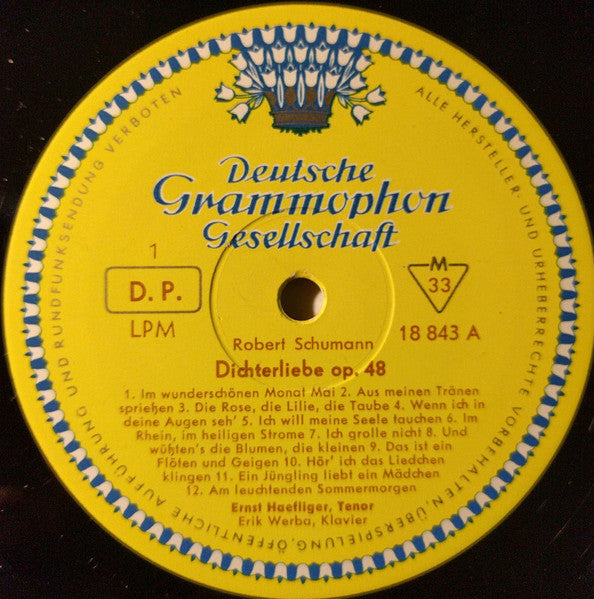 Deutsche
Grammophon
Gesellschaft
1
D. P.
LPM
M
33
18 843 A
Robert Schumann
Dichterliebe op. 48
1. Im wunderschönen Monat Mai 2. Aus meinen Tränen
sprießen 3. Die Rose, die Lilie, die Taube 4. Wenn ich in
deine Augen seh' 5. Ich will meine Seele tauchen 6. Im
Rhein, im heiligen Strome 7. Ich grolle nicht 8. Und
wüßten's die Blumen, die kleinen 9. Das ist ein
Flöten und Geigen 10. Hör' ich das Liedchen
klingen 11. Ein Jüngling liebt ein Mädchen
12. Am leuchtenden Sommermorgen
Ernst Haefliger, Tenor
Erik Werba, Klavier
ALLE HERSTELLER- UND URHEBERRECHTE VORBEHALTEN. ÜBERSPIELUNG, ÖFFENTLICHE AUFFÜHRUNG UND RUNDFUNKSENDUNG VERBOTEN